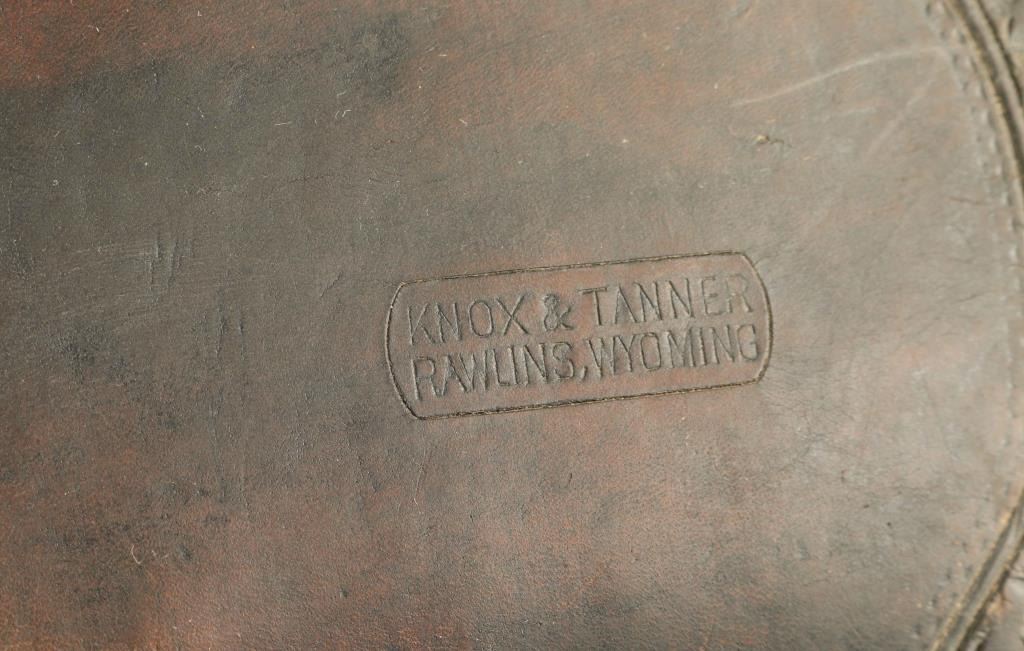 KNOX & TANNER
RAWLINS, WYOMING